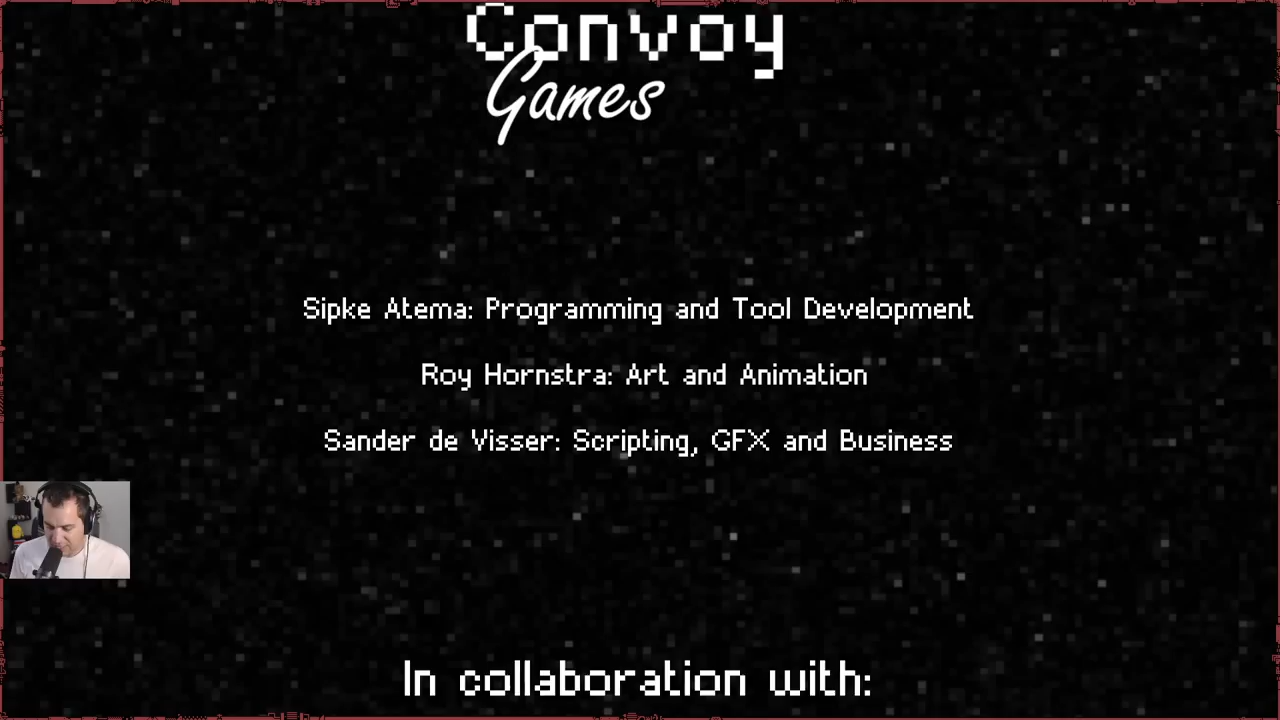 Convoy
Games
Sipke Atema: Programming and Tool Development
Roy Hornstra: Art and Animation
Sander de Visser: Scripting, GFX and Business
In collaboration with: